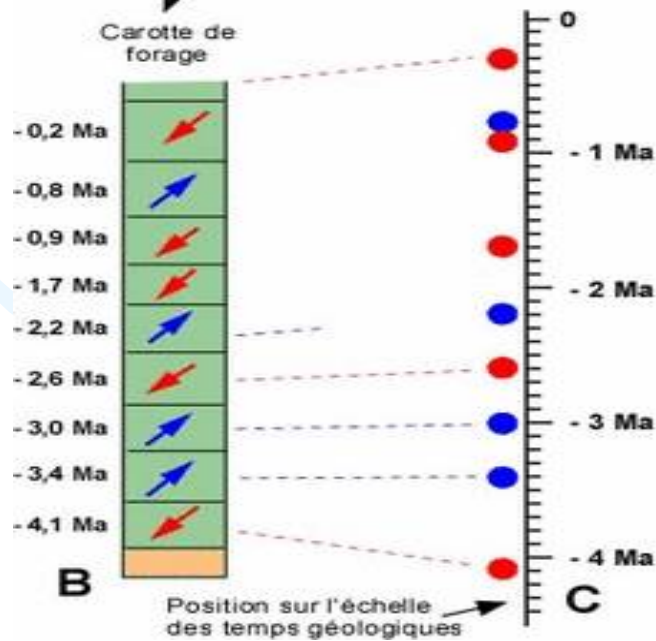 Carotte de
forage
- 0,2 Ma
- 0,8 Ma
- 0,9 Ma
- 1,7 Ma
- 2,2 Ma
- 2,6 Ma
- 3,0 Ma
- 3,4 Ma
- 4,1 Ma
B
0
- 1 Ma
- 2 Ma
- 3 Ma
- 4 Ma
C
Position sur l'échelle
des temps géologiques